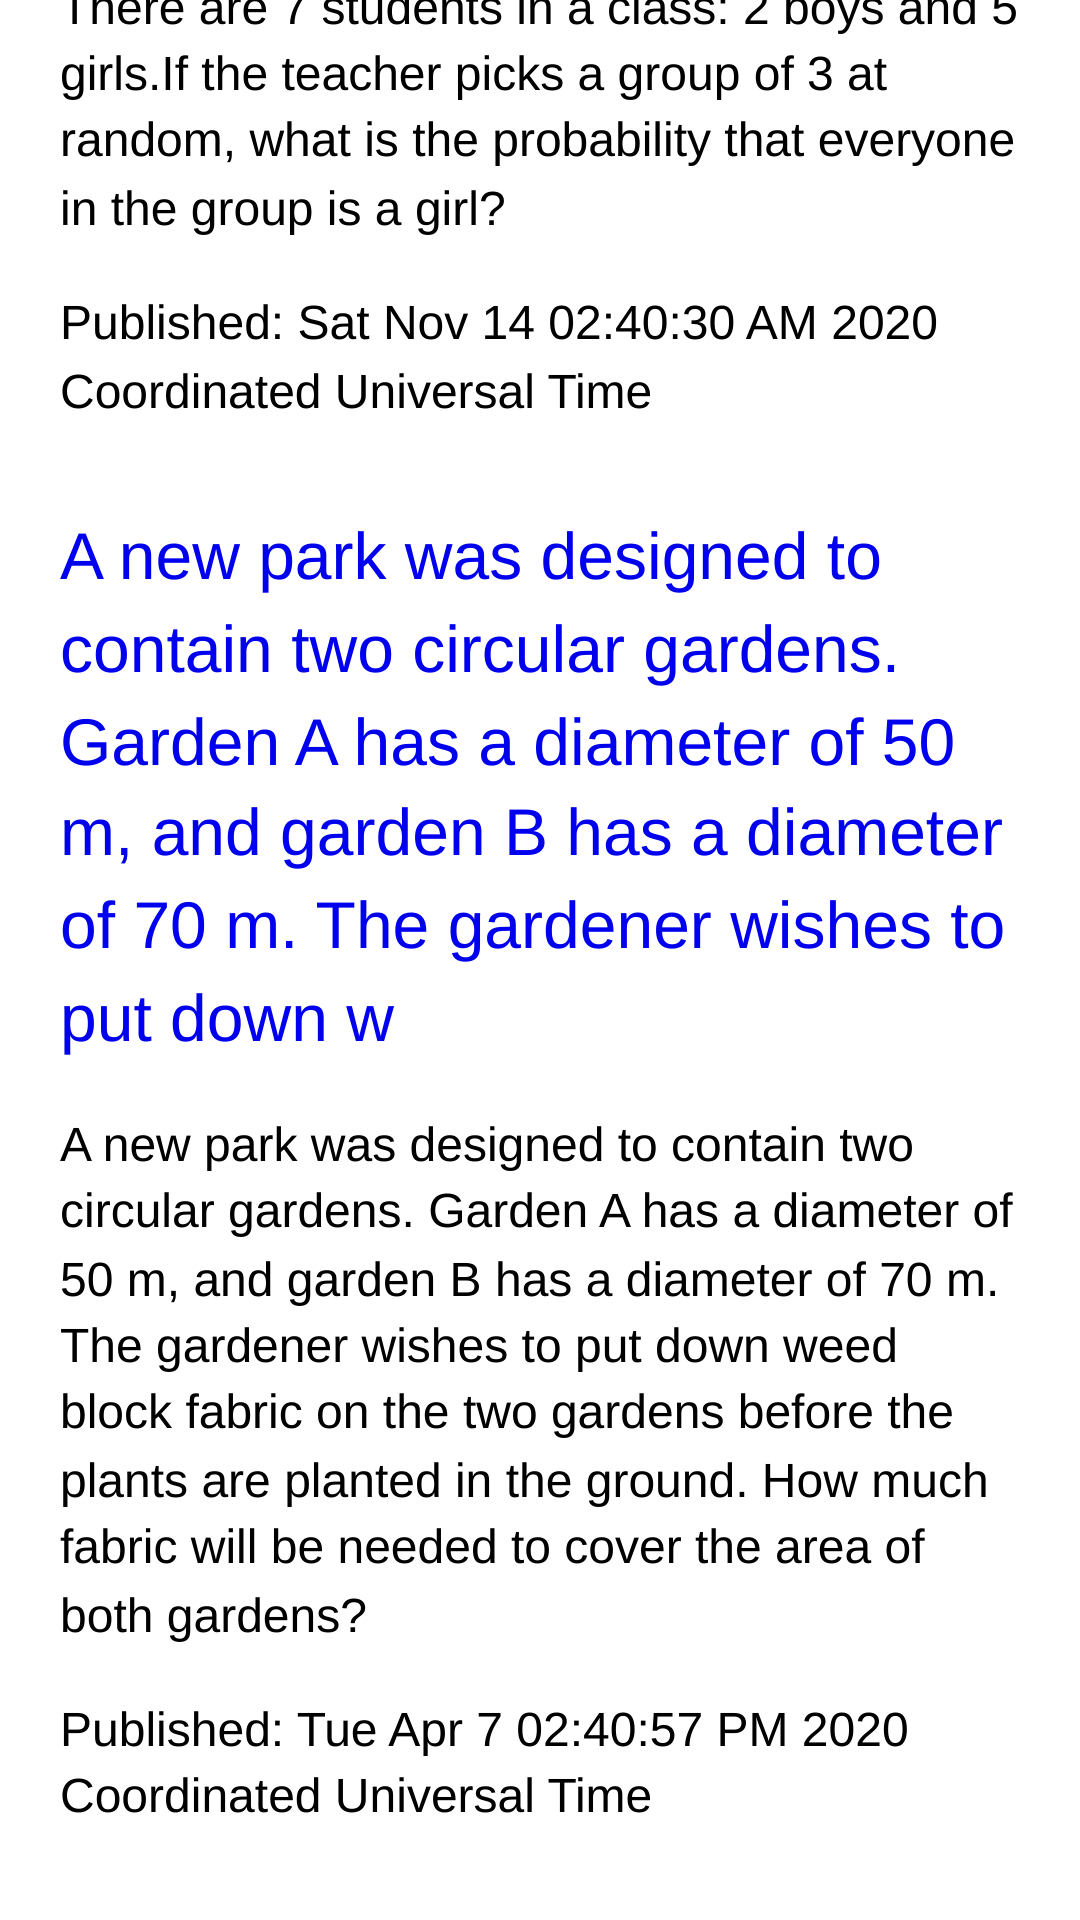 There are 7 students in a class: 2 boys and 5
girls.If the teacher picks a group of 3 at
random, what is the probability that everyone
in the group is a girl?
Published: Sat Nov 14 02:40:30 AM 2020
Coordinated Universal Time
A new park was designed to
contain two circular gardens.
Garden A has a diameter of 50
m, and garden B has a diameter
of 70 m. The gardener wishes to
put down w
A new park was designed to contain two
circular gardens. Garden A has a diameter of
50 m, and garden B has a diameter of 70 m.
The gardener wishes to put down weed
block fabric on the two gardens before the
plants are planted in the ground. How much
fabric will be needed to cover the area of
both gardens?
Published: Tue Apr 7 02:40:57 PM 2020
Coordinated Universal Time